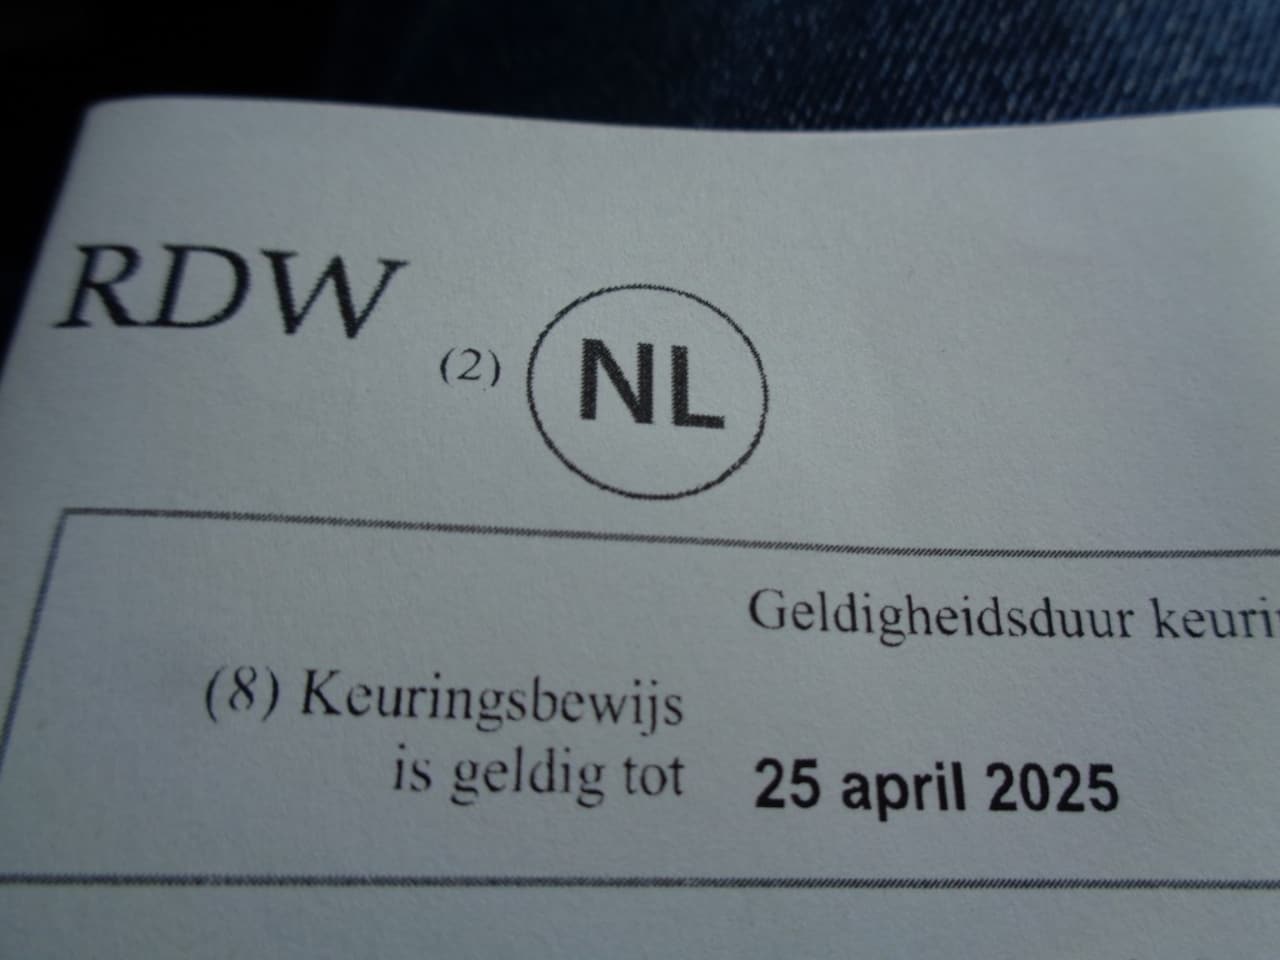 RDW
(2) NL
Geldigheidsduur
(8) Keuringsbewijs
is geldig tot 25 april 2025